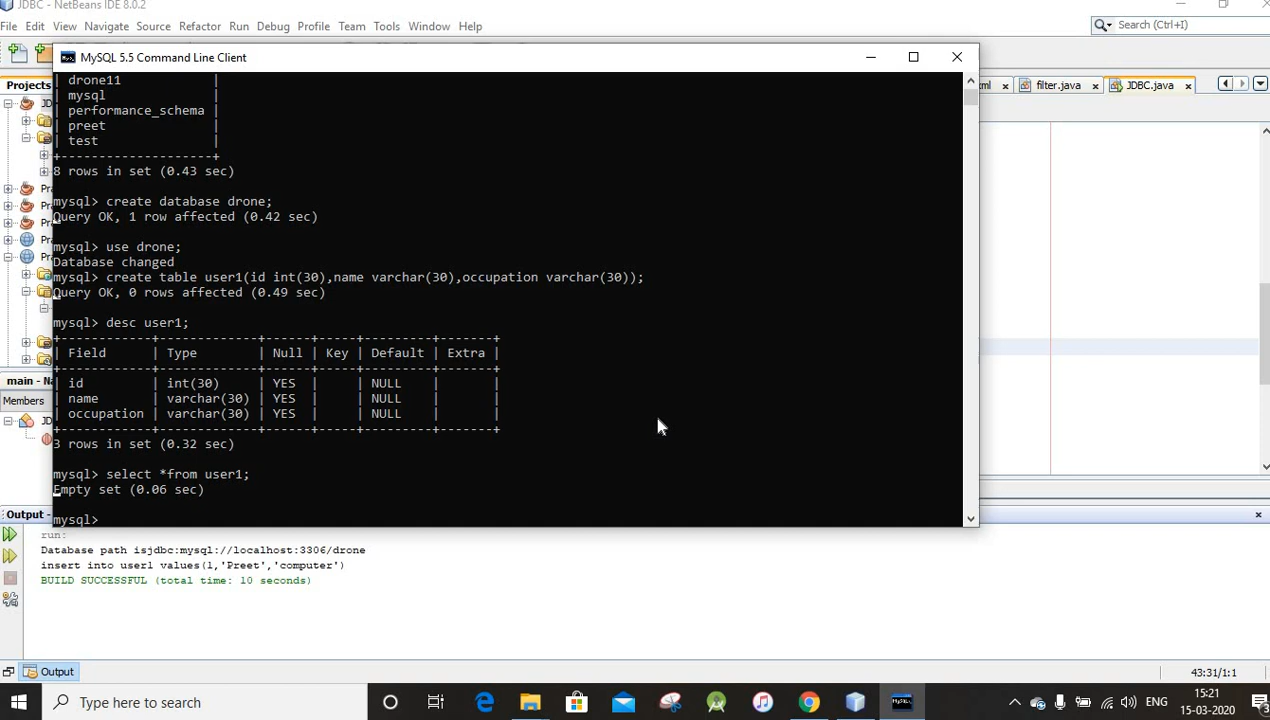 JDBC - NetBeans IDE 8.0.2
File Edit View Navigate Source Refactor Run Debug Profile Team Tools Window Help
Search (Ctrl+I)
MySQL 5.5 Command Line Client
Projects
filter.java
JDBC.java
| drone11 |
| mysql |
| performance_schema |
| preet |
| test |
+--------------------+
8 rows in set (0.43 sec)
mysql> create database drone;
Query OK, 1 row affected (0.42 sec)
mysql> use drone;
Database changed
mysql> create table user1(id int(30),name varchar(30),occupation varchar(30));
Query OK, 0 rows affected (0.49 sec)
mysql> desc user1;
+------------+-------------+------+-----+---------+-------+
| Field | Type | Null | Key | Default | Extra |
+------------+-------------+------+-----+---------+-------+
| id | int(30) | YES | | NULL | |
| name | varchar(30) | YES | | NULL | |
| occupation | varchar(30) | YES | | NULL | |
+------------+-------------+------+-----+---------+-------+
3 rows in set (0.32 sec)
mysql> select *from user1;
Empty set (0.06 sec)
mysql>
main - Na
Members
Output -
run:
Database path isjdbc:mysql://localhost:3306/drone
insert into user1 values(1,'Preet','computer')
BUILD SUCCESSFUL (total time: 10 seconds)
Output
43:31/1:1
Type here to search
ENG
15:21
15-03-2020